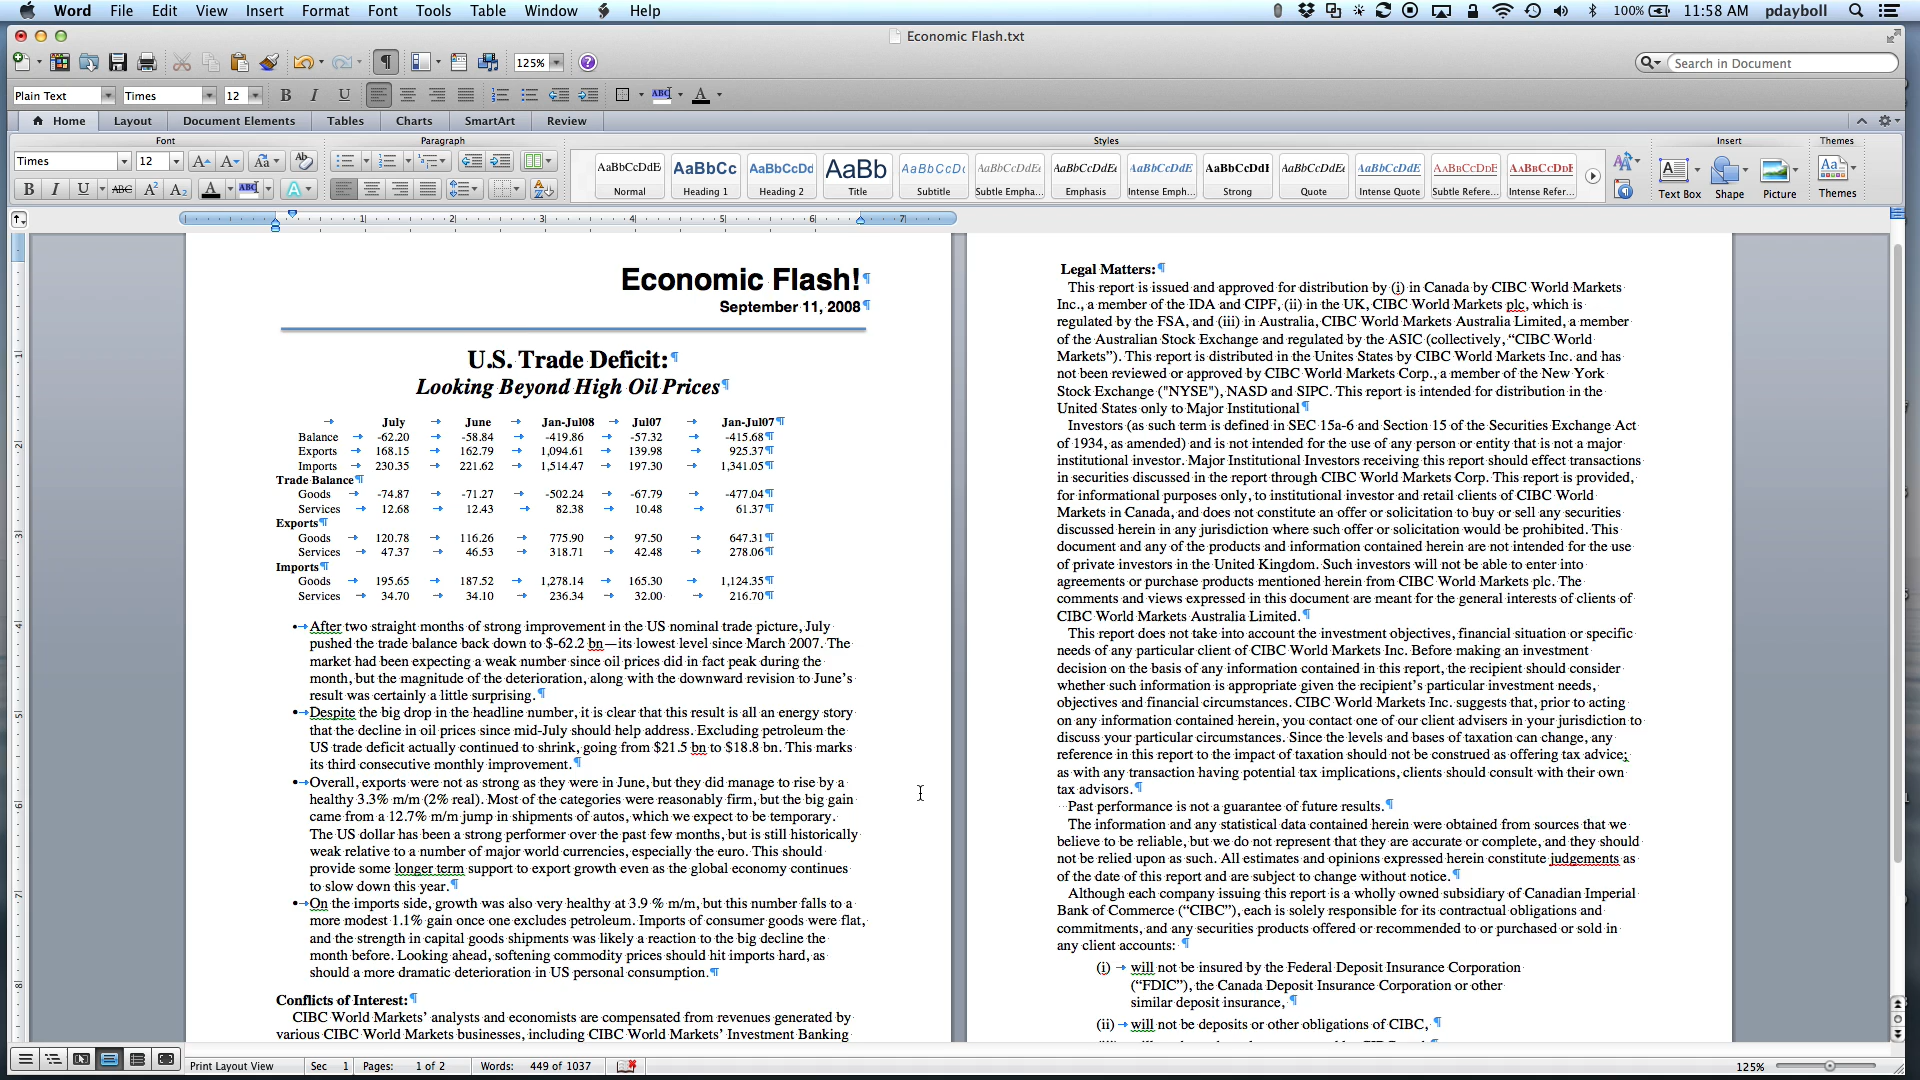 Word File Edit View Insert Format Font Tools Table Window Help 100% 11:58 AM pdayboll
Economic Flash.txt
125% Search in Document
Plain Text Times 12 B I U ABC A
Home Layout Document Elements Tables Charts SmartArt Review
Font Paragraph Styles Insert Themes
Times 12
B I U ABC A² A₂ A ABC A
AaBbCcDdE AaBbCc AaBbCcDd AaBb AaBbCcDc AaBbCcDdEe AaBbCcDdEe AaBbCcDdE AaBbCcDdI AaBbCcDdEe AaBbCcDdE AaBbCcDdE AaBbCcDdE
Normal Heading 1 Heading 2 Title Subtitle Subtle Empha... Emphasis Intense Emph... Strong Quote Intense Quote Subtle Refere... Intense Refer... Text Box Shape Picture Themes
1 2 3 4 5 6 7
Economic Flash!¶
September 11, 2008¶
U.S. Trade Deficit:¶
Looking Beyond High Oil Prices¶
→ July → June → Jan-Jul08 → Jul07 → Jan-Jul07¶
Balance → -62.20 → -58.84 → -419.86 → -57.32 → -415.68¶
Exports → 168.15 → 162.79 → 1,094.61 → 139.98 → 925.37¶
Imports → 230.35 → 221.62 → 1,514.47 → 197.30 → 1,341.05¶
Trade Balance¶
Goods → -74.87 → -71.27 → -502.24 → -67.79 → -477.04¶
Services → 12.68 → 12.43 → 82.38 → 10.48 → 61.37¶
Exports¶
Goods → 120.78 → 116.26 → 775.90 → 97.50 → 647.31¶
Services → 47.37 → 46.53 → 318.71 → 42.48 → 278.06¶
Imports¶
Goods → 195.65 → 187.52 → 1,278.14 → 165.30 → 1,124.35¶
Services → 34.70 → 34.10 → 236.34 → 32.00 → 216.70¶
•→After two straight months of strong improvement in the US nominal trade picture, July
pushed the trade balance back down to $-62.2 bn—its lowest level since March 2007. The
market had been expecting a weak number since oil prices did in fact peak during the
month, but the magnitude of the deterioration, along with the downward revision to June's
result was certainly a little surprising.¶
•→Despite the big drop in the headline number, it is clear that this result is all an energy story
that the decline in oil prices since mid-July should help address. Excluding petroleum the
US trade deficit actually continued to shrink, going from $21.5 bn to $18.8 bn. This marks
its third consecutive monthly improvement.¶
•→Overall, exports were not as strong as they were in June, but they did manage to rise by a
healthy 3.3% m/m (2% real). Most of the categories were reasonably firm, but the big gain
came from a 12.7% m/m jump in shipments of autos, which we expect to be temporary.
The US dollar has been a strong performer over the past few months, but is still historically
weak relative to a number of major world currencies, especially the euro. This should
provide some longer term support to export growth even as the global economy continues
to slow down this year.¶
•→On the imports side, growth was also very healthy at 3.9 % m/m, but this number falls to a
more modest 1.1% gain once one excludes petroleum. Imports of consumer goods were flat,
and the strength in capital goods shipments was likely a reaction to the big decline the
month before. Looking ahead, softening commodity prices should hit imports hard, as
should a more dramatic deterioration in US personal consumption.¶
Conflicts of Interest:¶
CIBC World Markets' analysts and economists are compensated from revenues generated by
various CIBC World Markets businesses, including CIBC World Markets' Investment Banking
Legal Matters:¶
This report is issued and approved for distribution by (i) in Canada by CIBC World Markets
Inc., a member of the IDA and CIPF, (ii) in the UK, CIBC World Markets plc, which is
regulated by the FSA, and (iii) in Australia, CIBC World Markets Australia Limited, a member
of the Australian Stock Exchange and regulated by the ASIC (collectively, “CIBC World
Markets”). This report is distributed in the Unites States by CIBC World Markets Inc. and has
not been reviewed or approved by CIBC World Markets Corp., a member of the New York
Stock Exchange ("NYSE"), NASD and SIPC. This report is intended for distribution in the
United States only to Major Institutional¶
Investors (as such term is defined in SEC 15a-6 and Section 15 of the Securities Exchange Act
of 1934, as amended) and is not intended for the use of any person or entity that is not a major
institutional investor. Major Institutional Investors receiving this report should effect transactions
in securities discussed in the report through CIBC World Markets Corp. This report is provided,
for informational purposes only, to institutional investor and retail clients of CIBC World
Markets in Canada, and does not constitute an offer or solicitation to buy or sell any securities
discussed herein in any jurisdiction where such offer or solicitation would be prohibited. This
document and any of the products and information contained herein are not intended for the use
of private investors in the United Kingdom. Such investors will not be able to enter into
agreements or purchase products mentioned herein from CIBC World Markets plc. The
comments and views expressed in this document are meant for the general interests of clients of
CIBC World Markets Australia Limited.¶
This report does not take into account the investment objectives, financial situation or specific
needs of any particular client of CIBC World Markets Inc. Before making an investment
decision on the basis of any information contained in this report, the recipient should consider
whether such information is appropriate given the recipient's particular investment needs,
objectives and financial circumstances. CIBC World Markets Inc. suggests that, prior to acting
on any information contained herein, you contact one of our client advisers in your jurisdiction to
discuss your particular circumstances. Since the levels and bases of taxation can change, any
reference in this report to the impact of taxation should not be construed as offering tax advice;
as with any transaction having potential tax implications, clients should consult with their own
tax advisors.¶
Past performance is not a guarantee of future results.¶
The information and any statistical data contained herein were obtained from sources that we
believe to be reliable, but we do not represent that they are accurate or complete, and they should
not be relied upon as such. All estimates and opinions expressed herein constitute judgements as
of the date of this report and are subject to change without notice.¶
Although each company issuing this report is a wholly owned subsidiary of Canadian Imperial
Bank of Commerce (“CIBC”), each is solely responsible for its contractual obligations and
commitments, and any securities products offered or recommended to or purchased or sold in
any client accounts:¶
(i) → will not be insured by the Federal Deposit Insurance Corporation
(“FDIC”), the Canada Deposit Insurance Corporation or other
similar deposit insurance,¶
(ii) → will not be deposits or other obligations of CIBC,¶
Print Layout View Sec 1 Pages: 1 of 2 Words: 449 of 1037 125%